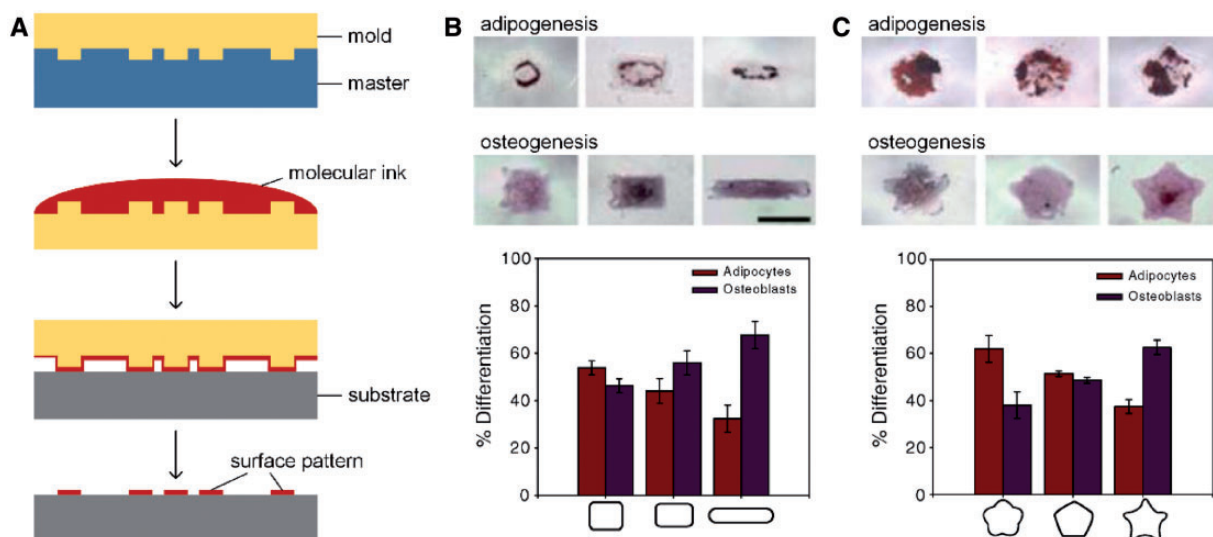 A
mold
master
molecular ink
substrate
surface pattern
B
adipogenesis
osteogenesis
100
80
60
40
20
0
% Differentiation
Adipocytes
Osteoblasts
C
adipogenesis
osteogenesis
100
80
60
40
20
0
% Differentiation
Adipocytes
Osteoblasts